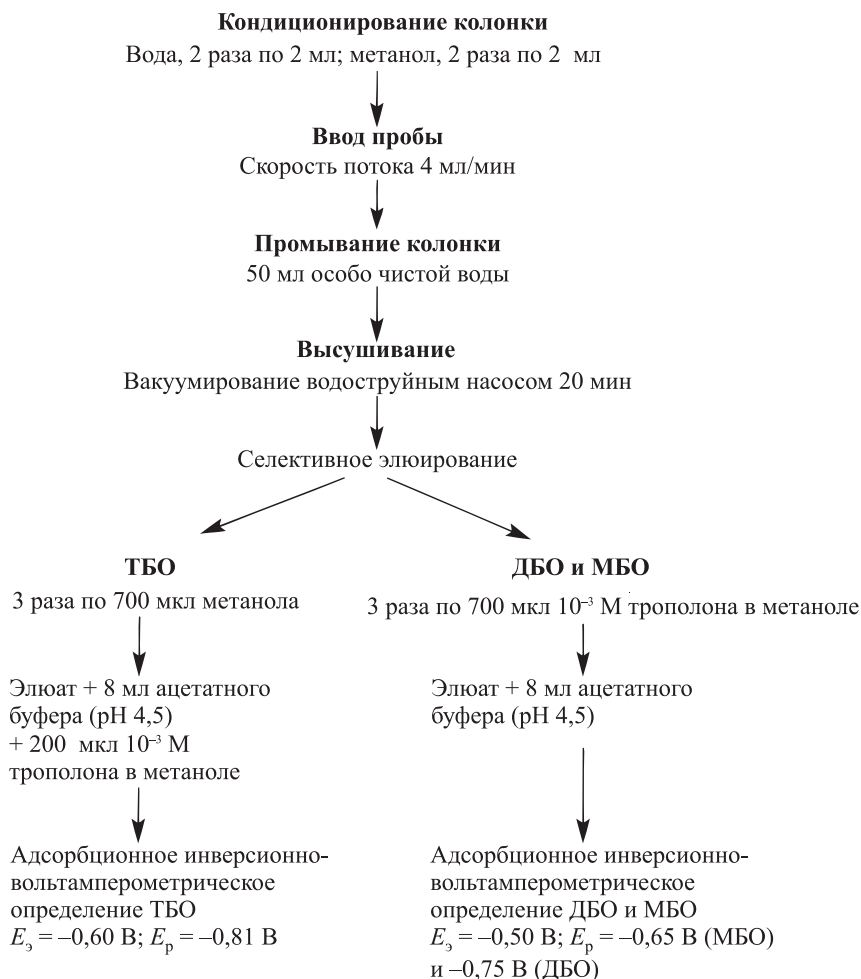 Кондиционирование колонки
Вода, 2 раза по 2 мл; метанол, 2 раза по 2 мл
Ввод пробы
Скорость потока 4 мл/мин
Промывание колонки
50 мл особо чистой воды
Высушивание
Вакуумирование водоструйным насосом 20 мин
Селективное элюирование
ТБО
3 раза по 700 мкл метанола
Элюат + 8 мл ацетатного
буфера (pH 4,5)
+ 200 мкл 10⁻³ М
трополона в метаноле
Адсорбционное инверсионно-
вольтамперометрическое
определение ТБО
Eэ = –0,60 В; Eр = –0,81 В
ДБО и МБО
3 раза по 700 мкл 10⁻³ М трополона в метаноле
Элюат + 8 мл ацетатного
буфера (pH 4,5)
Адсорбционное инверсионно-
вольтамперометрическое
определение ДБО и МБО
Eэ = –0,50 В; Eр = –0,65 В (МБО)
и –0,75 В (ДБО)